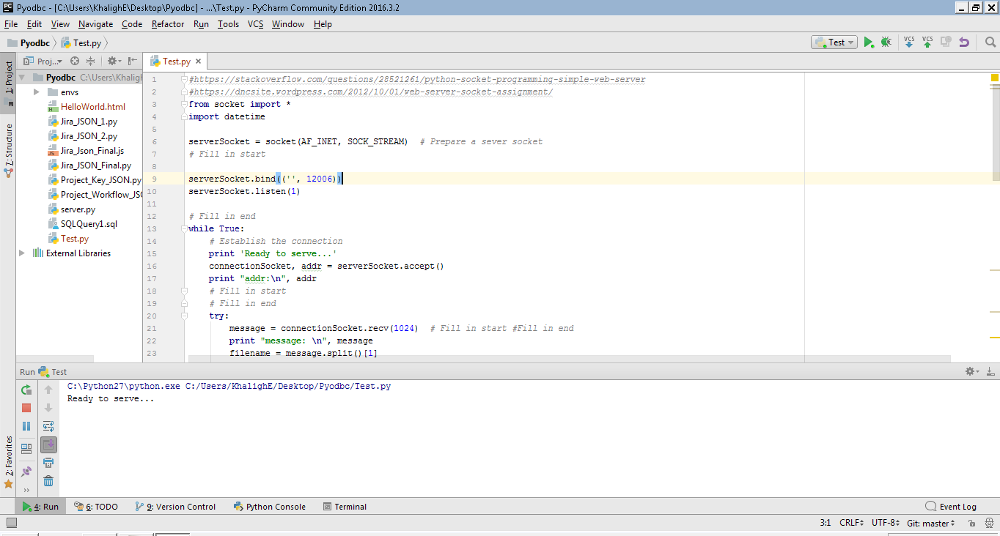 Pyodbc - [C:\Users\KhalighE\Desktop\Pyodbc] - ...\Test.py - PyCharm Community Edition 2016.3.2
File Edit View Navigate Code Refactor Run Tools VCS Window Help
Pyodbc Test.py Test VCS VCS
1: Project
7: Structure
2: Favorites
Proj...
Pyodbc C:\Users\Khaligh
envs
HelloWorld.html
Jira_JSON_1.py
Jira_JSON_2.py
Jira_Json_Final.js
Jira_JSON_Final.py
Project_Key_JSON.py
Project_Workflow_JSO
server.py
SQLQuery1.sql
Test.py
External Libraries
Test.py
1 #https://stackoverflow.com/questions/28521261/python-socket-programming-simple-web-server
2 #https://dncsite.wordpress.com/2012/10/01/web-server-socket-assignment/
3 from socket import *
4 import datetime
5
6 serverSocket = socket(AF_INET, SOCK_STREAM)  # Prepare a sever socket
7 # Fill in start
8
9 serverSocket.bind(('', 12006))
10 serverSocket.listen(1)
11
12 # Fill in end
13 while True:
14     # Establish the connection
15     print 'Ready to serve...'
16     connectionSocket, addr = serverSocket.accept()
17     print "addr:\n", addr
18     # Fill in start
19     # Fill in end
20     try:
21         message = connectionSocket.recv(1024)  # Fill in start #Fill in end
22         print "message: \n", message
23         filename = message.split()[1]
Run Test
C:\Python27\python.exe C:/Users/KhalighE/Desktop/Pyodbc/Test.py
Ready to serve...
4: Run 6: TODO 9: Version Control Python Console Terminal Event Log
3:1 CRLF UTF-8 Git: master